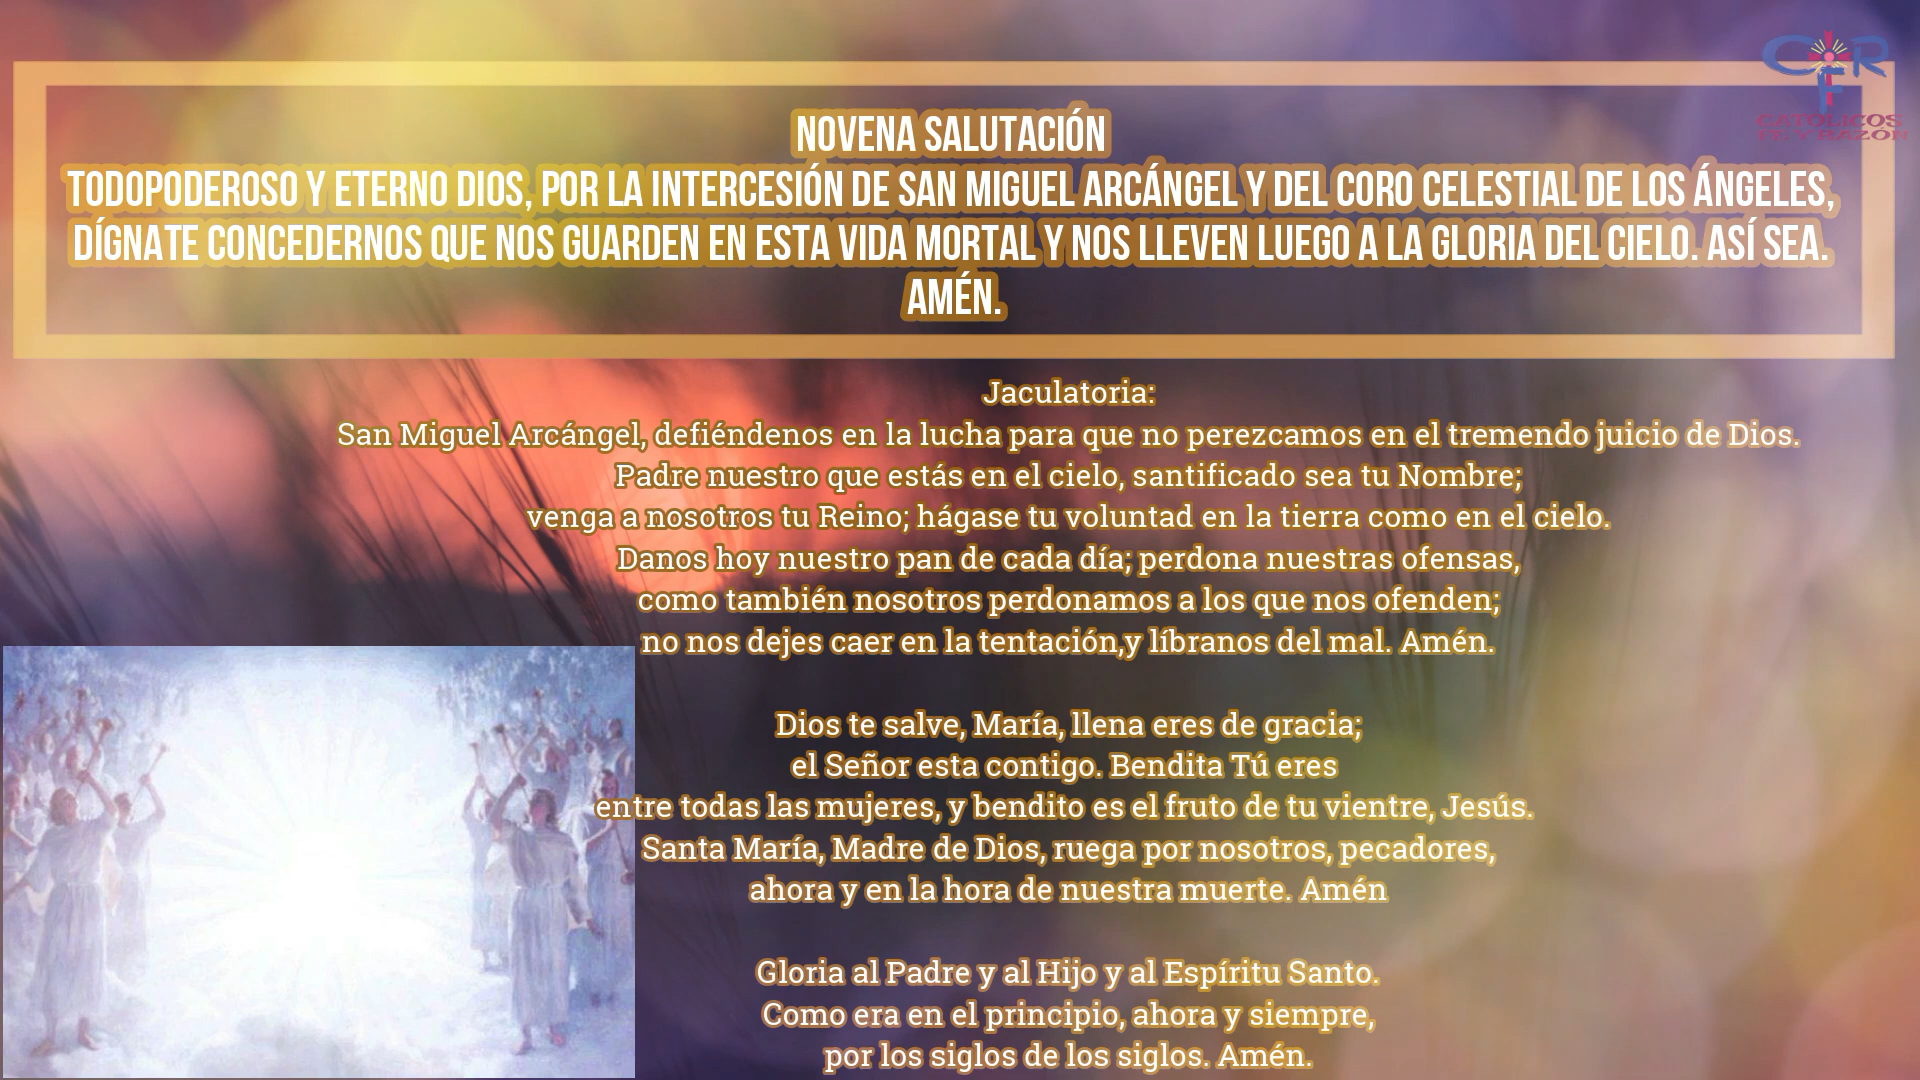 NOVENA SALUTACIÓN
TODOPODEROSO Y ETERNO DIOS, POR LA INTERCESIÓN DE SAN MIGUEL ARCÁNGEL Y DEL CORO CELESTIAL DE LOS ÁNGELES,
DÍGNATE CONCEDERNOS QUE NOS GUARDEN EN ESTA VIDA MORTAL Y NOS LLEVEN LUEGO A LA GLORIA DEL CIELO. ASÍ SEA.
AMÉN.
CFR
CATOLICOS
FE Y RAZON
Jaculatoria:
San Miguel Arcángel, defiéndenos en la lucha para que no perezcamos en el tremendo juicio de Dios.
Padre nuestro que estás en el cielo, santificado sea tu Nombre;
venga a nosotros tu Reino; hágase tu voluntad en la tierra como en el cielo.
Danos hoy nuestro pan de cada día; perdona nuestras ofensas,
como también nosotros perdonamos a los que nos ofenden;
no nos dejes caer en la tentación,y líbranos del mal. Amén.
Dios te salve, María, llena eres de gracia;
el Señor esta contigo. Bendita Tú eres
entre todas las mujeres, y bendito es el fruto de tu vientre, Jesús.
Santa María, Madre de Dios, ruega por nosotros, pecadores,
ahora y en la hora de nuestra muerte. Amén
Gloria al Padre y al Hijo y al Espíritu Santo.
Como era en el principio, ahora y siempre,
por los siglos de los siglos. Amén.